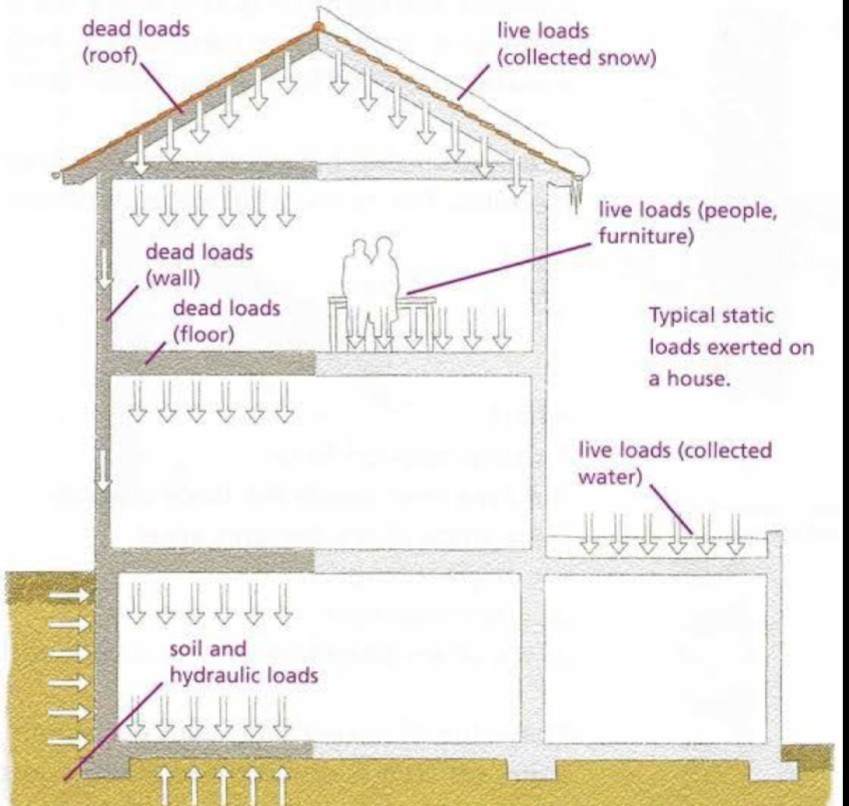 dead loads
(roof)
live loads
(collected snow)
live loads (people,
furniture)
dead loads
(wall)
dead loads
(floor)
Typical static
loads exerted on
a house.
live loads (collected
water)
soil and
hydraulic loads